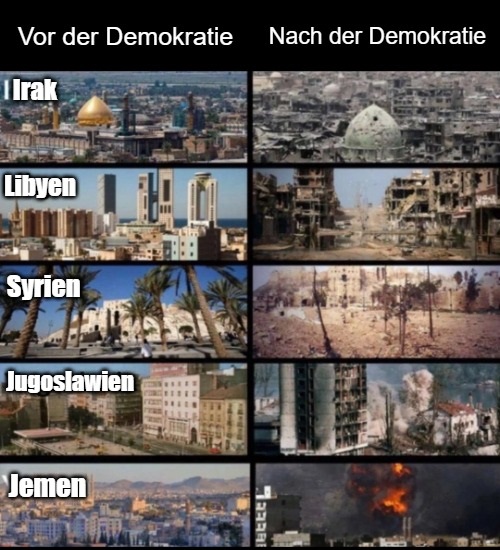 Vor der Demokratie
Nach der Demokratie
Irak
Libyen
Syrien
Jugoslawien
Jemen